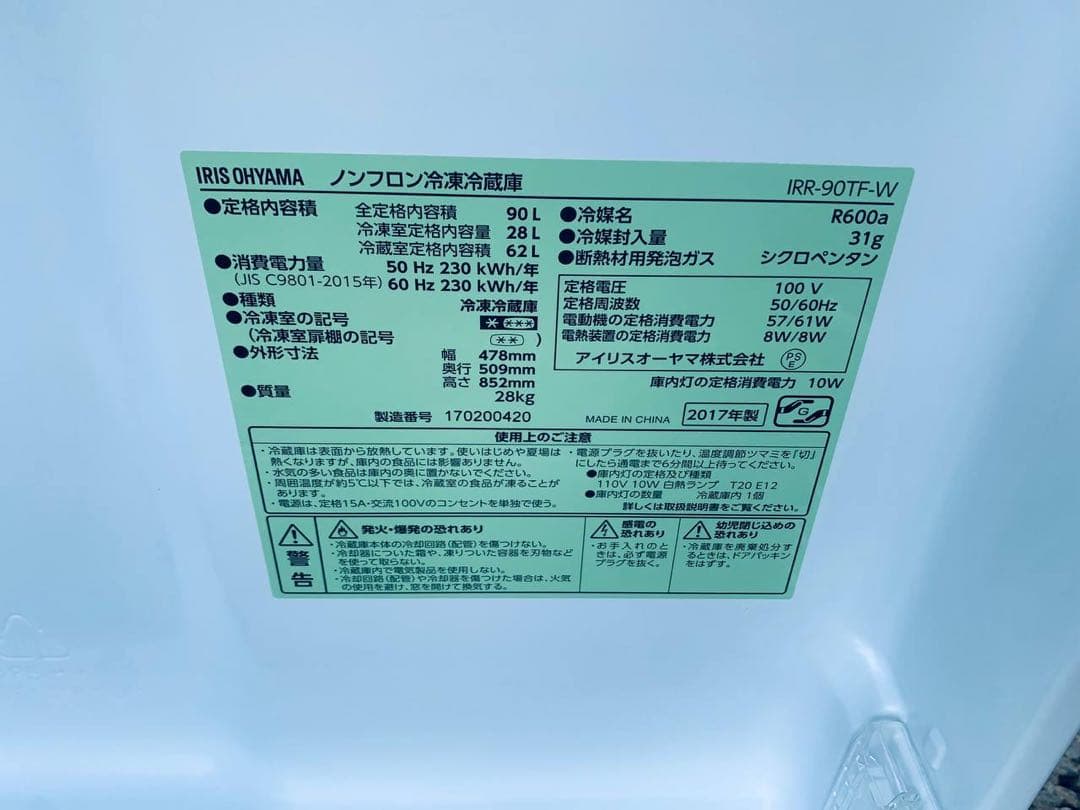 IRIS OHYAMA ノンフロン冷凍冷蔵庫 IRR-90TF-W
●定格内容積 全定格内容積 90 L
冷凍室定格内容量 28 L
冷蔵室定格内容積 62 L
●消費電力量 50 Hz 230 kWh/年
(JIS C9801-2015年) 60 Hz 230 kWh/年
●種類 冷凍冷蔵庫
●冷凍室の記号 * ***
(冷凍室扉棚の記号 ** )
●外形寸法 幅 478mm
奥行 509mm
高さ 852mm
●質量 28kg
製造番号 170200420
●冷媒名 R600a
●冷媒封入量 31g
●断熱材用発泡ガス シクロペンタン
定格電圧 100 V
定格周波数 50/60Hz
電動機の定格消費電力 57/61W
電熱装置の定格消費電力 8W/8W
アイリスオーヤマ株式会社 PS E
庫内灯の定格消費電力 10W
MADE IN CHINA 2017年製 G
使用上のご注意
・冷蔵庫は表面から放熱しています。使いはじめや夏場は
熱くなりますが、庫内の食品には影響ありません。
・水気の多い食品は庫内の奥に置かないでください。
・周囲温度が約5℃以下では、冷蔵室の食品が凍ることが
あります。
・電源は、定格15A・交流100Vのコンセントを単独で使う。
・電源プラグを抜いたり、温度調節ツマミを「切」
にしたら通電まで6分間以上待ってください。
●庫内灯の定格及び種類
110V 10W 白熱ランプ T20 E12
●庫内灯の数量 冷蔵庫内 1個
詳しくは取扱説明書をご覧ください。
警告
発火・爆発の恐れあり
・冷蔵庫本体の冷却回路(配管)を傷つけない。
・冷却器についた霜や、凍りついた容器を刃物など
を使って取らない。
・冷蔵庫内で電気製品を使用しない。
・冷却回路(配管)や冷却器を傷つけた場合は、火気
の使用を避け、窓を開けて換気する。
感電の
恐れあり
・お手入れのと
きは、必ず電源
プラグを抜く。
幼児閉じ込めの
恐れあり
・冷蔵庫を廃棄処分す
るときは、ドアパッキン
をはずす。